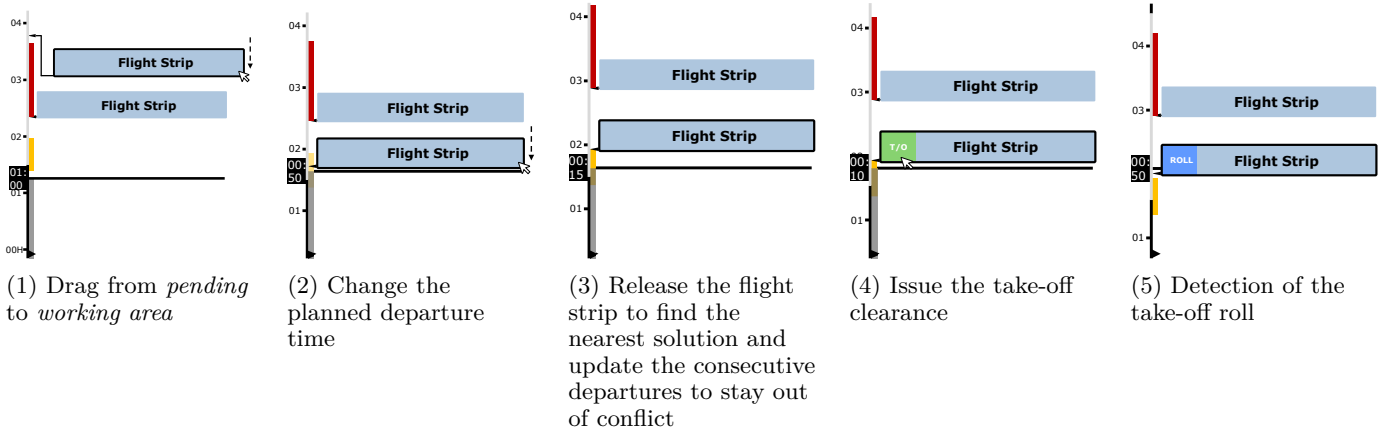 04
Flight Strip
03
Flight Strip
02
01:
00
01
00H
(1) Drag from pending
to working area
04
03
Flight Strip
02
Flight Strip
00:
50
01
(2) Change the
planned departure
time
04
03
Flight Strip
02
Flight Strip
00:
15
01
(3) Release the flight
strip to find the
nearest solution and
update the consecutive
departures to stay out
of conflict
04
03
Flight Strip
T/O Flight Strip
00:
10
01
(4) Issue the take-off
clearance
04
03
Flight Strip
00:
50
ROLL Flight Strip
01
(5) Detection of the
take-off roll